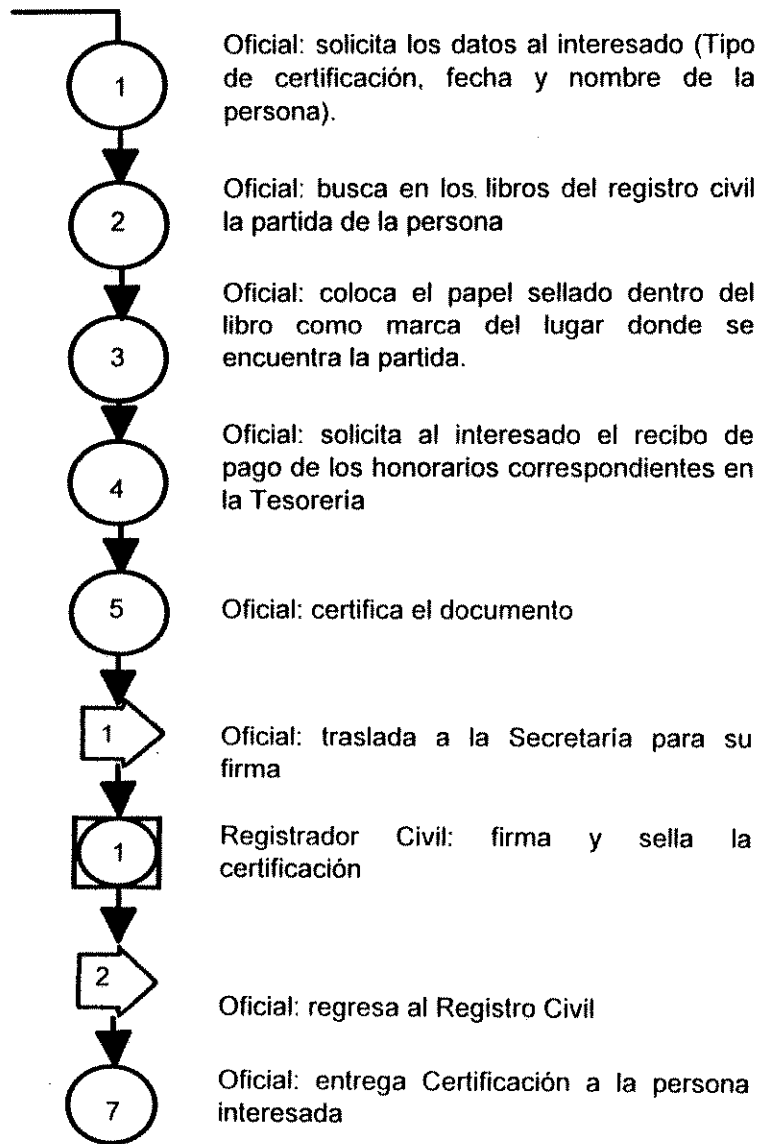 1
Oficial: solicita los datos al interesado (Tipo
de certificación, fecha y nombre de la
persona).
2
Oficial: busca en los libros del registro civil
la partida de la persona
3
Oficial: coloca el papel sellado dentro del
libro como marca del lugar donde se
encuentra la partida.
4
Oficial: solicita al interesado el recibo de
pago de los honorarios correspondientes en
la Tesorería
5
Oficial: certifica el documento
1
Oficial: traslada a la Secretaría para su
firma
1
Registrador Civil: firma y sella la
certificación
2
Oficial: regresa al Registro Civil
7
Oficial: entrega Certificación a la persona
interesada